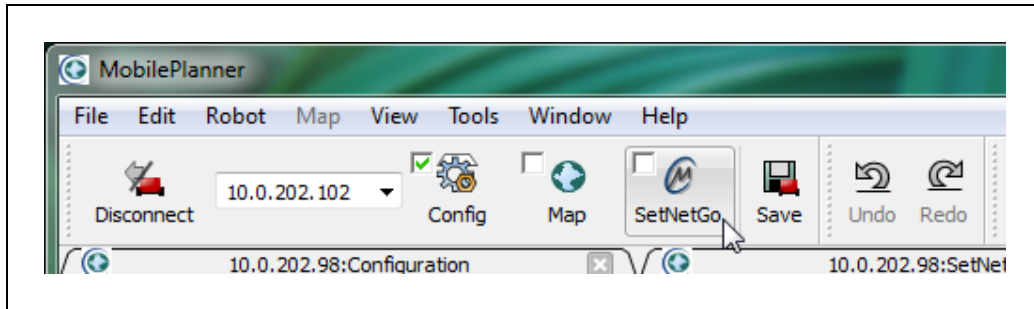 MobilePlanner
File Edit Robot Map View Tools Window Help
10.0.202.102
Disconnect Config Map SetNetGo Save Undo Redo
10.0.202.98:Configuration 10.0.202.98:SetNet